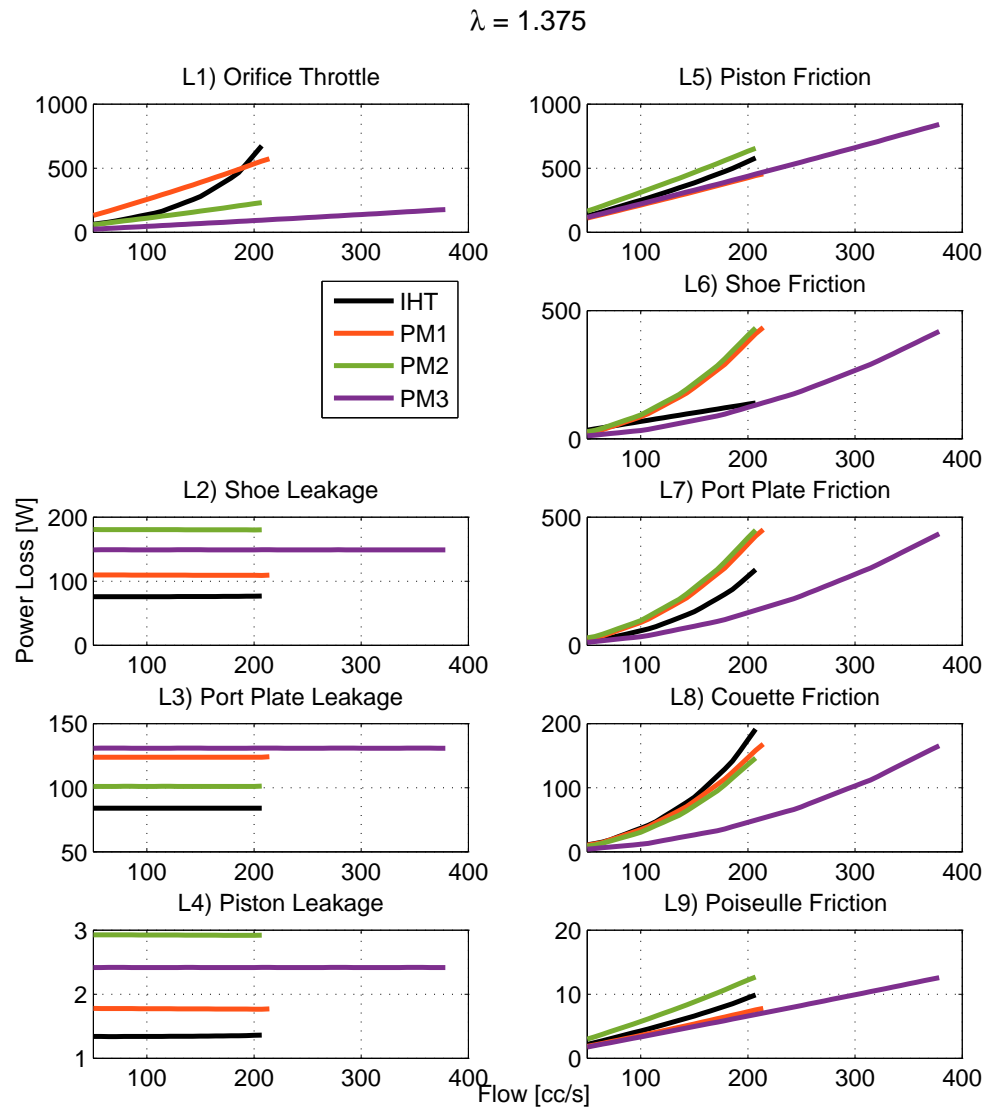 λ = 1.375
L1) Orifice Throttle
1000
500
0
100 200 300 400
L5) Piston Friction
1000
500
0
100 200 300 400
IHT
PM1
PM2
PM3
L6) Shoe Friction
500
0
100 200 300 400
Power Loss [W]
L2) Shoe Leakage
200
100
0
100 200 300 400
L7) Port Plate Friction
500
0
100 200 300 400
L3) Port Plate Leakage
150
100
50
100 200 300 400
L8) Couette Friction
200
100
0
100 200 300 400
L4) Piston Leakage
3
2
1
100 200 300 400
L9) Poiseulle Friction
20
10
0
100 200 300 400
Flow [cc/s]